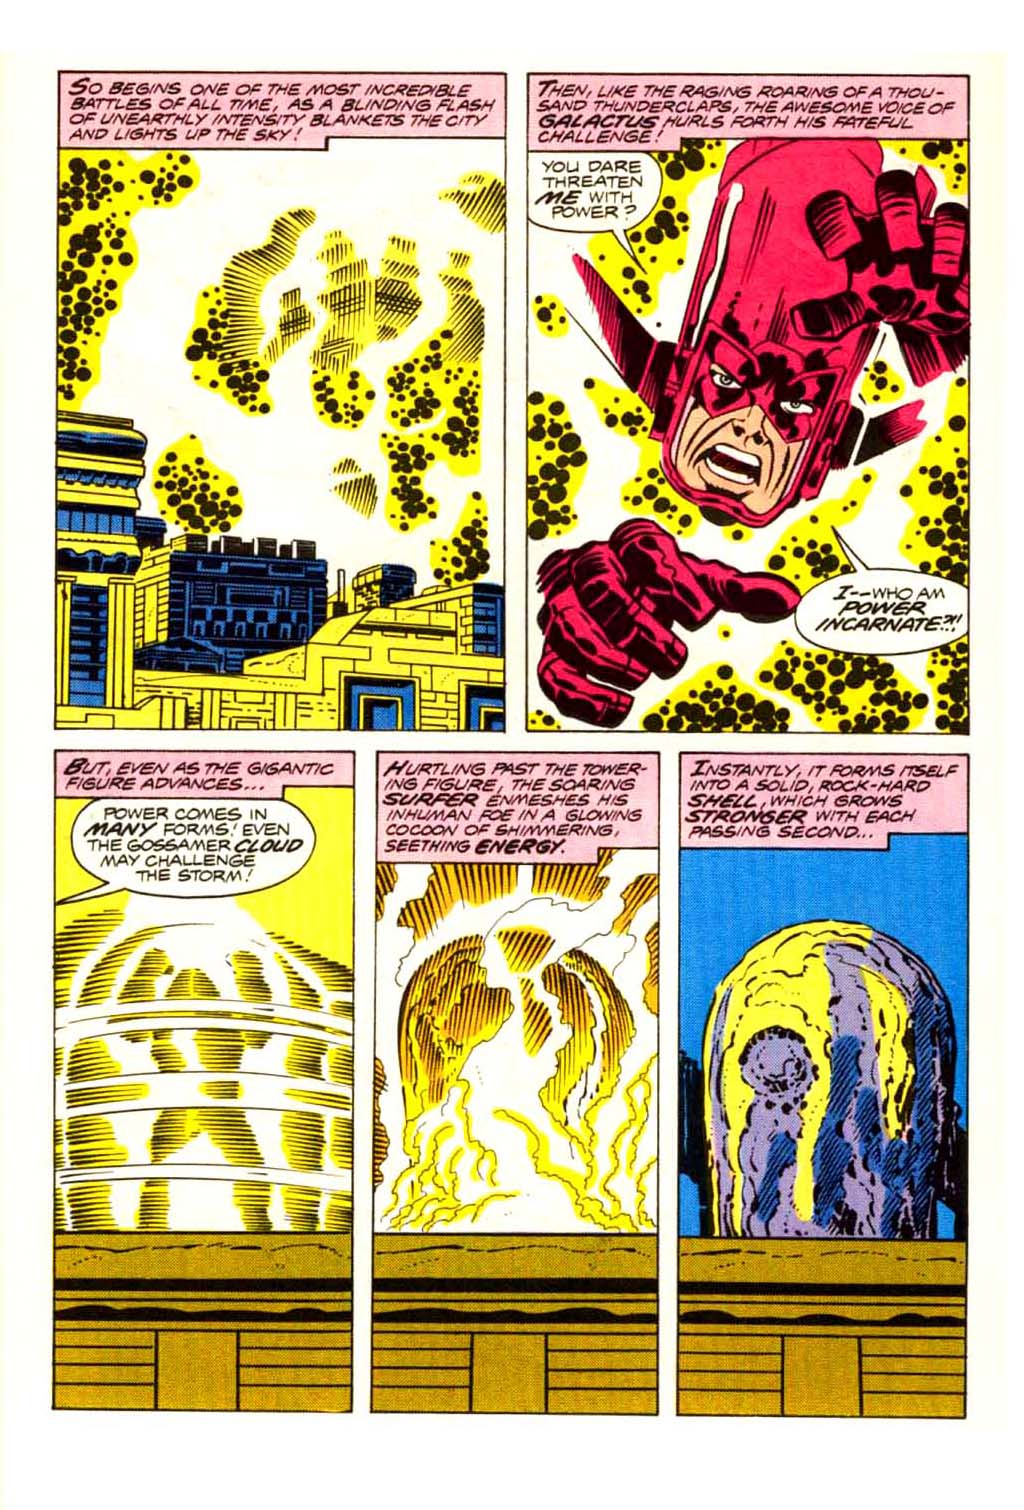 SO BEGINS ONE OF THE MOST INCREDIBLE
BATTLES OF ALL TIME, AS A BLINDING FLASH
OF UNEARTHLY INTENSITY BLANKETS THE CITY
AND LIGHTS UP THE SKY!
THEN, LIKE THE RAGING ROARING OF A THOU-
SAND THUNDERCLAPS, THE AWESOME VOICE OF
GALACTUS HURLS FORTH HIS FATEFUL
CHALLENGE!
YOU DARE
THREATEN
ME WITH
POWER?
I--WHO AM
POWER
INCARNATE?!!
BUT, EVEN AS THE GIGANTIC
FIGURE ADVANCES...
POWER COMES IN
MANY FORMS! EVEN
THE GOSSAMER CLOUD
MAY CHALLENGE
THE STORM!
HURTLING PAST THE TOWER-
ING FIGURE, THE SOARING
SURFER ENMESHES HIS
INHUMAN FOE IN A GLOWING
COCOON OF SHIMMERING,
SEETHING ENERGY.
INSTANTLY, IT FORMS ITSELF
INTO A SOLID, ROCK-HARD
SHELL, WHICH GROWS
STRONGER WITH EACH
PASSING SECOND...